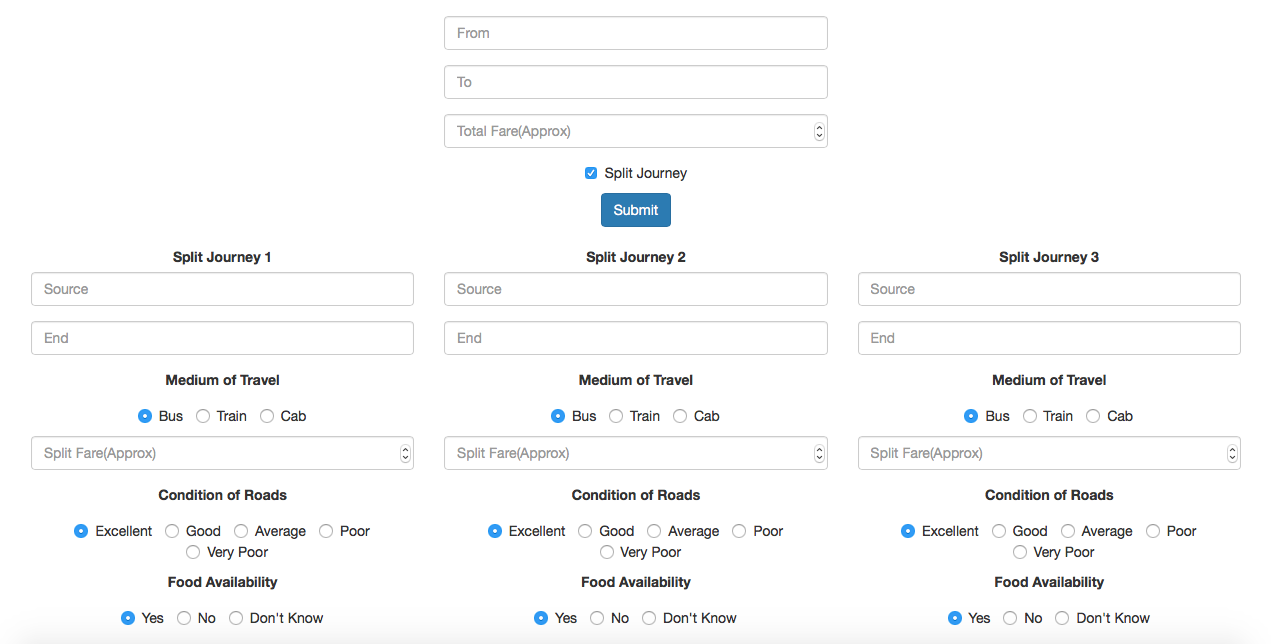 From
To
Total Fare(Approx)
Split Journey
Submit
Split Journey 1
Source
End
Medium of Travel
Bus Train Cab
Split Fare(Approx)
Condition of Roads
Excellent Good Average Poor
Very Poor
Food Availability
Yes No Don't Know
Split Journey 2
Source
End
Medium of Travel
Bus Train Cab
Split Fare(Approx)
Condition of Roads
Excellent Good Average Poor
Very Poor
Food Availability
Yes No Don't Know
Split Journey 3
Source
End
Medium of Travel
Bus Train Cab
Split Fare(Approx)
Condition of Roads
Excellent Good Average Poor
Very Poor
Food Availability
Yes No Don't Know